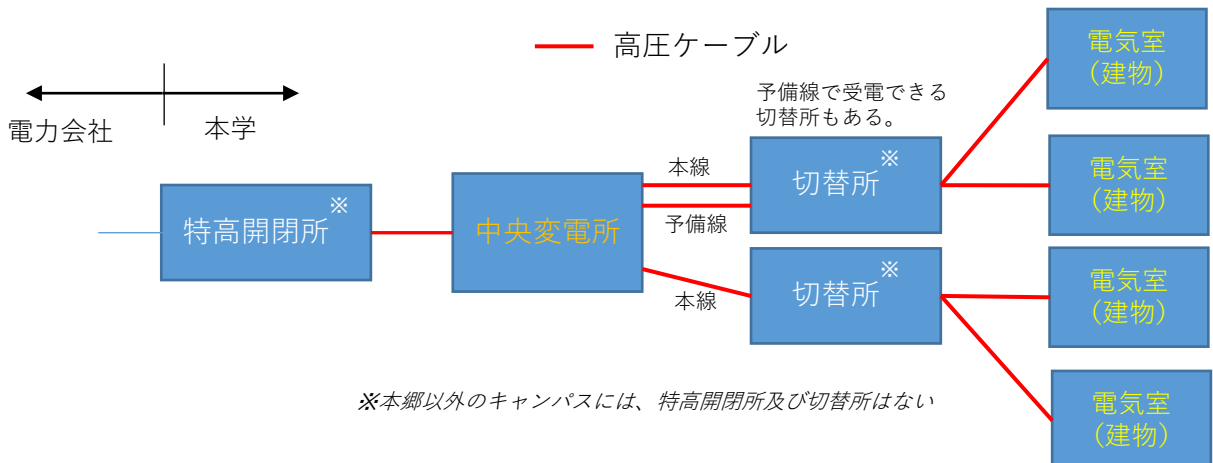 高圧ケーブル
電力会社
本学
予備線で受電できる
切替所もある。
特高開閉所※
中央変電所
本線
予備線
本線
切替所※
切替所※
電気室
(建物)
電気室
(建物)
電気室
(建物)
電気室
(建物)
※本郷以外のキャンパスには、特高開閉所及び切替所はない